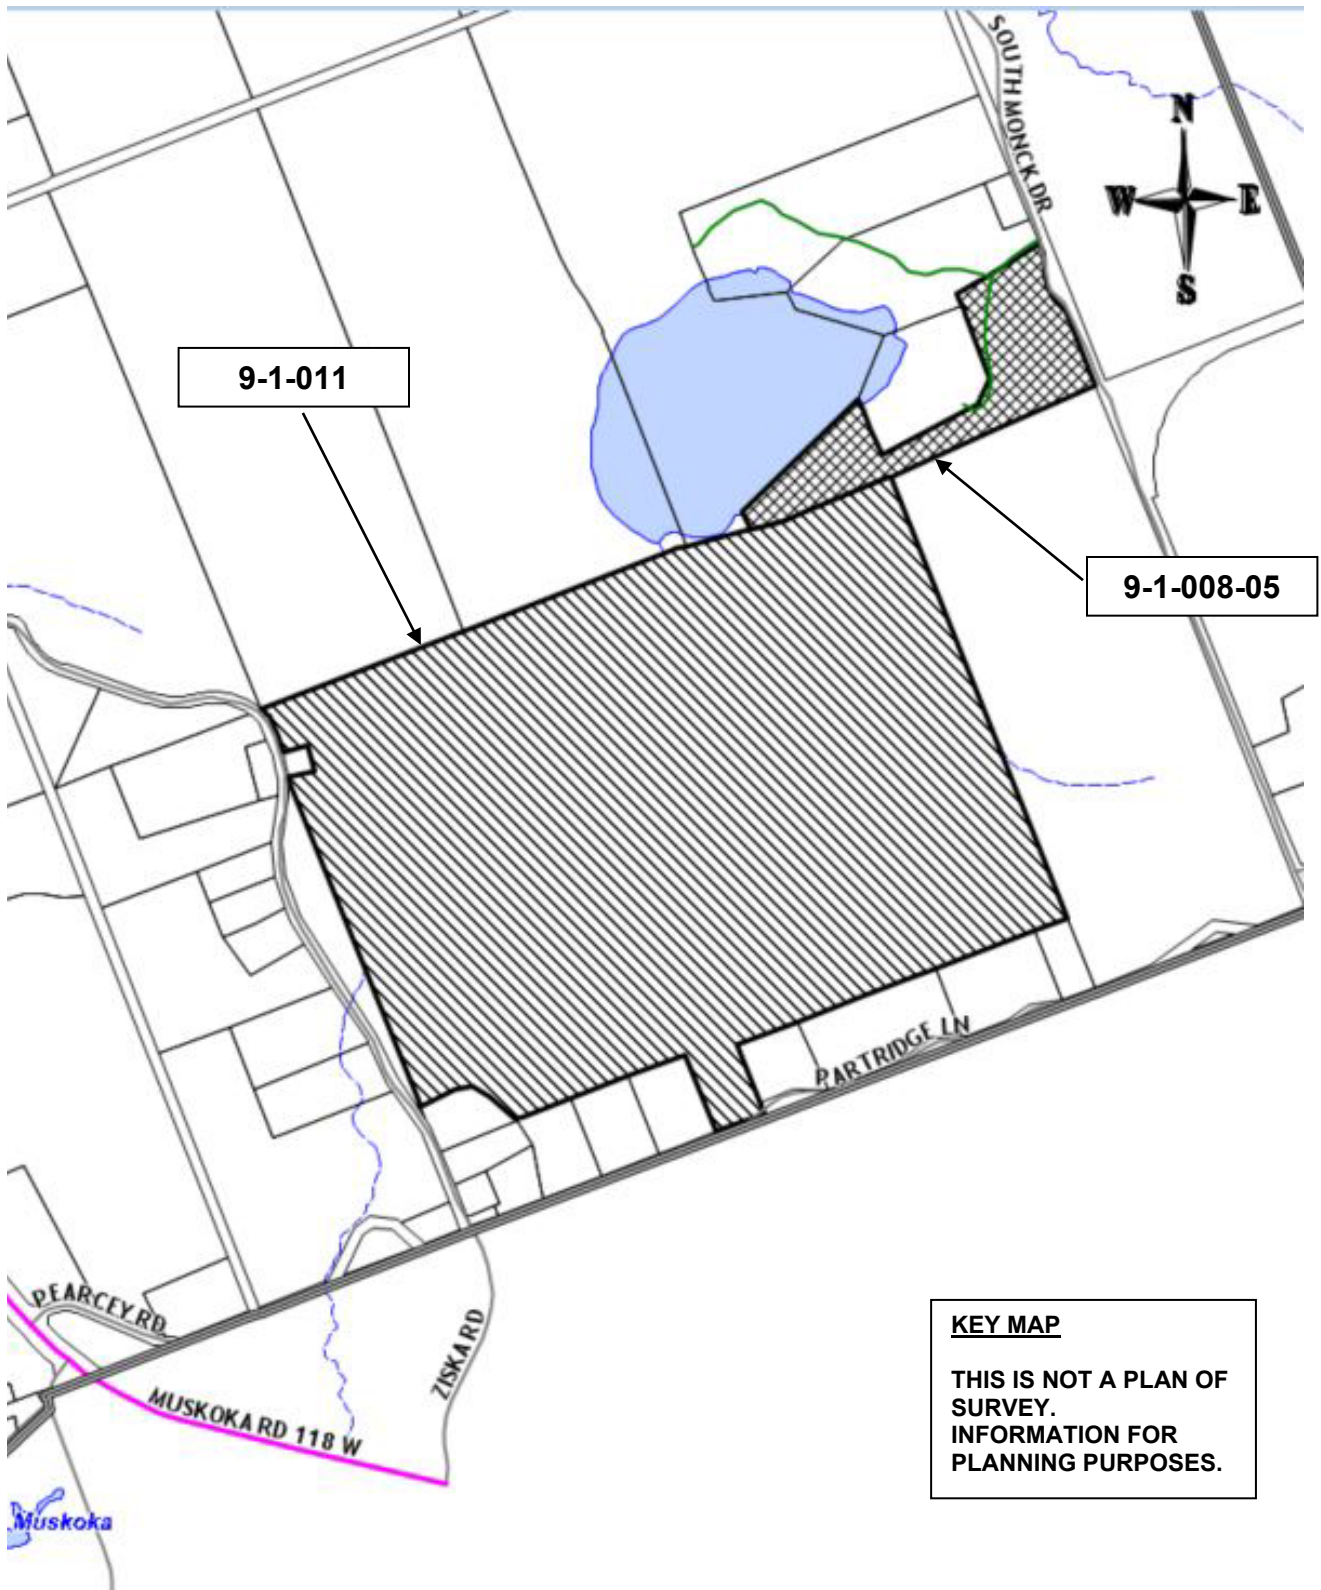 SOUTH MONCK DR
N
W
E
S
9-1-011
9-1-008-05
PARTRIDGE LN
PEARCEY RD
ZISKA RD
MUSKOKA RD 118 W
Muskoka
KEY MAP
THIS IS NOT A PLAN OF
SURVEY.
INFORMATION FOR
PLANNING PURPOSES.